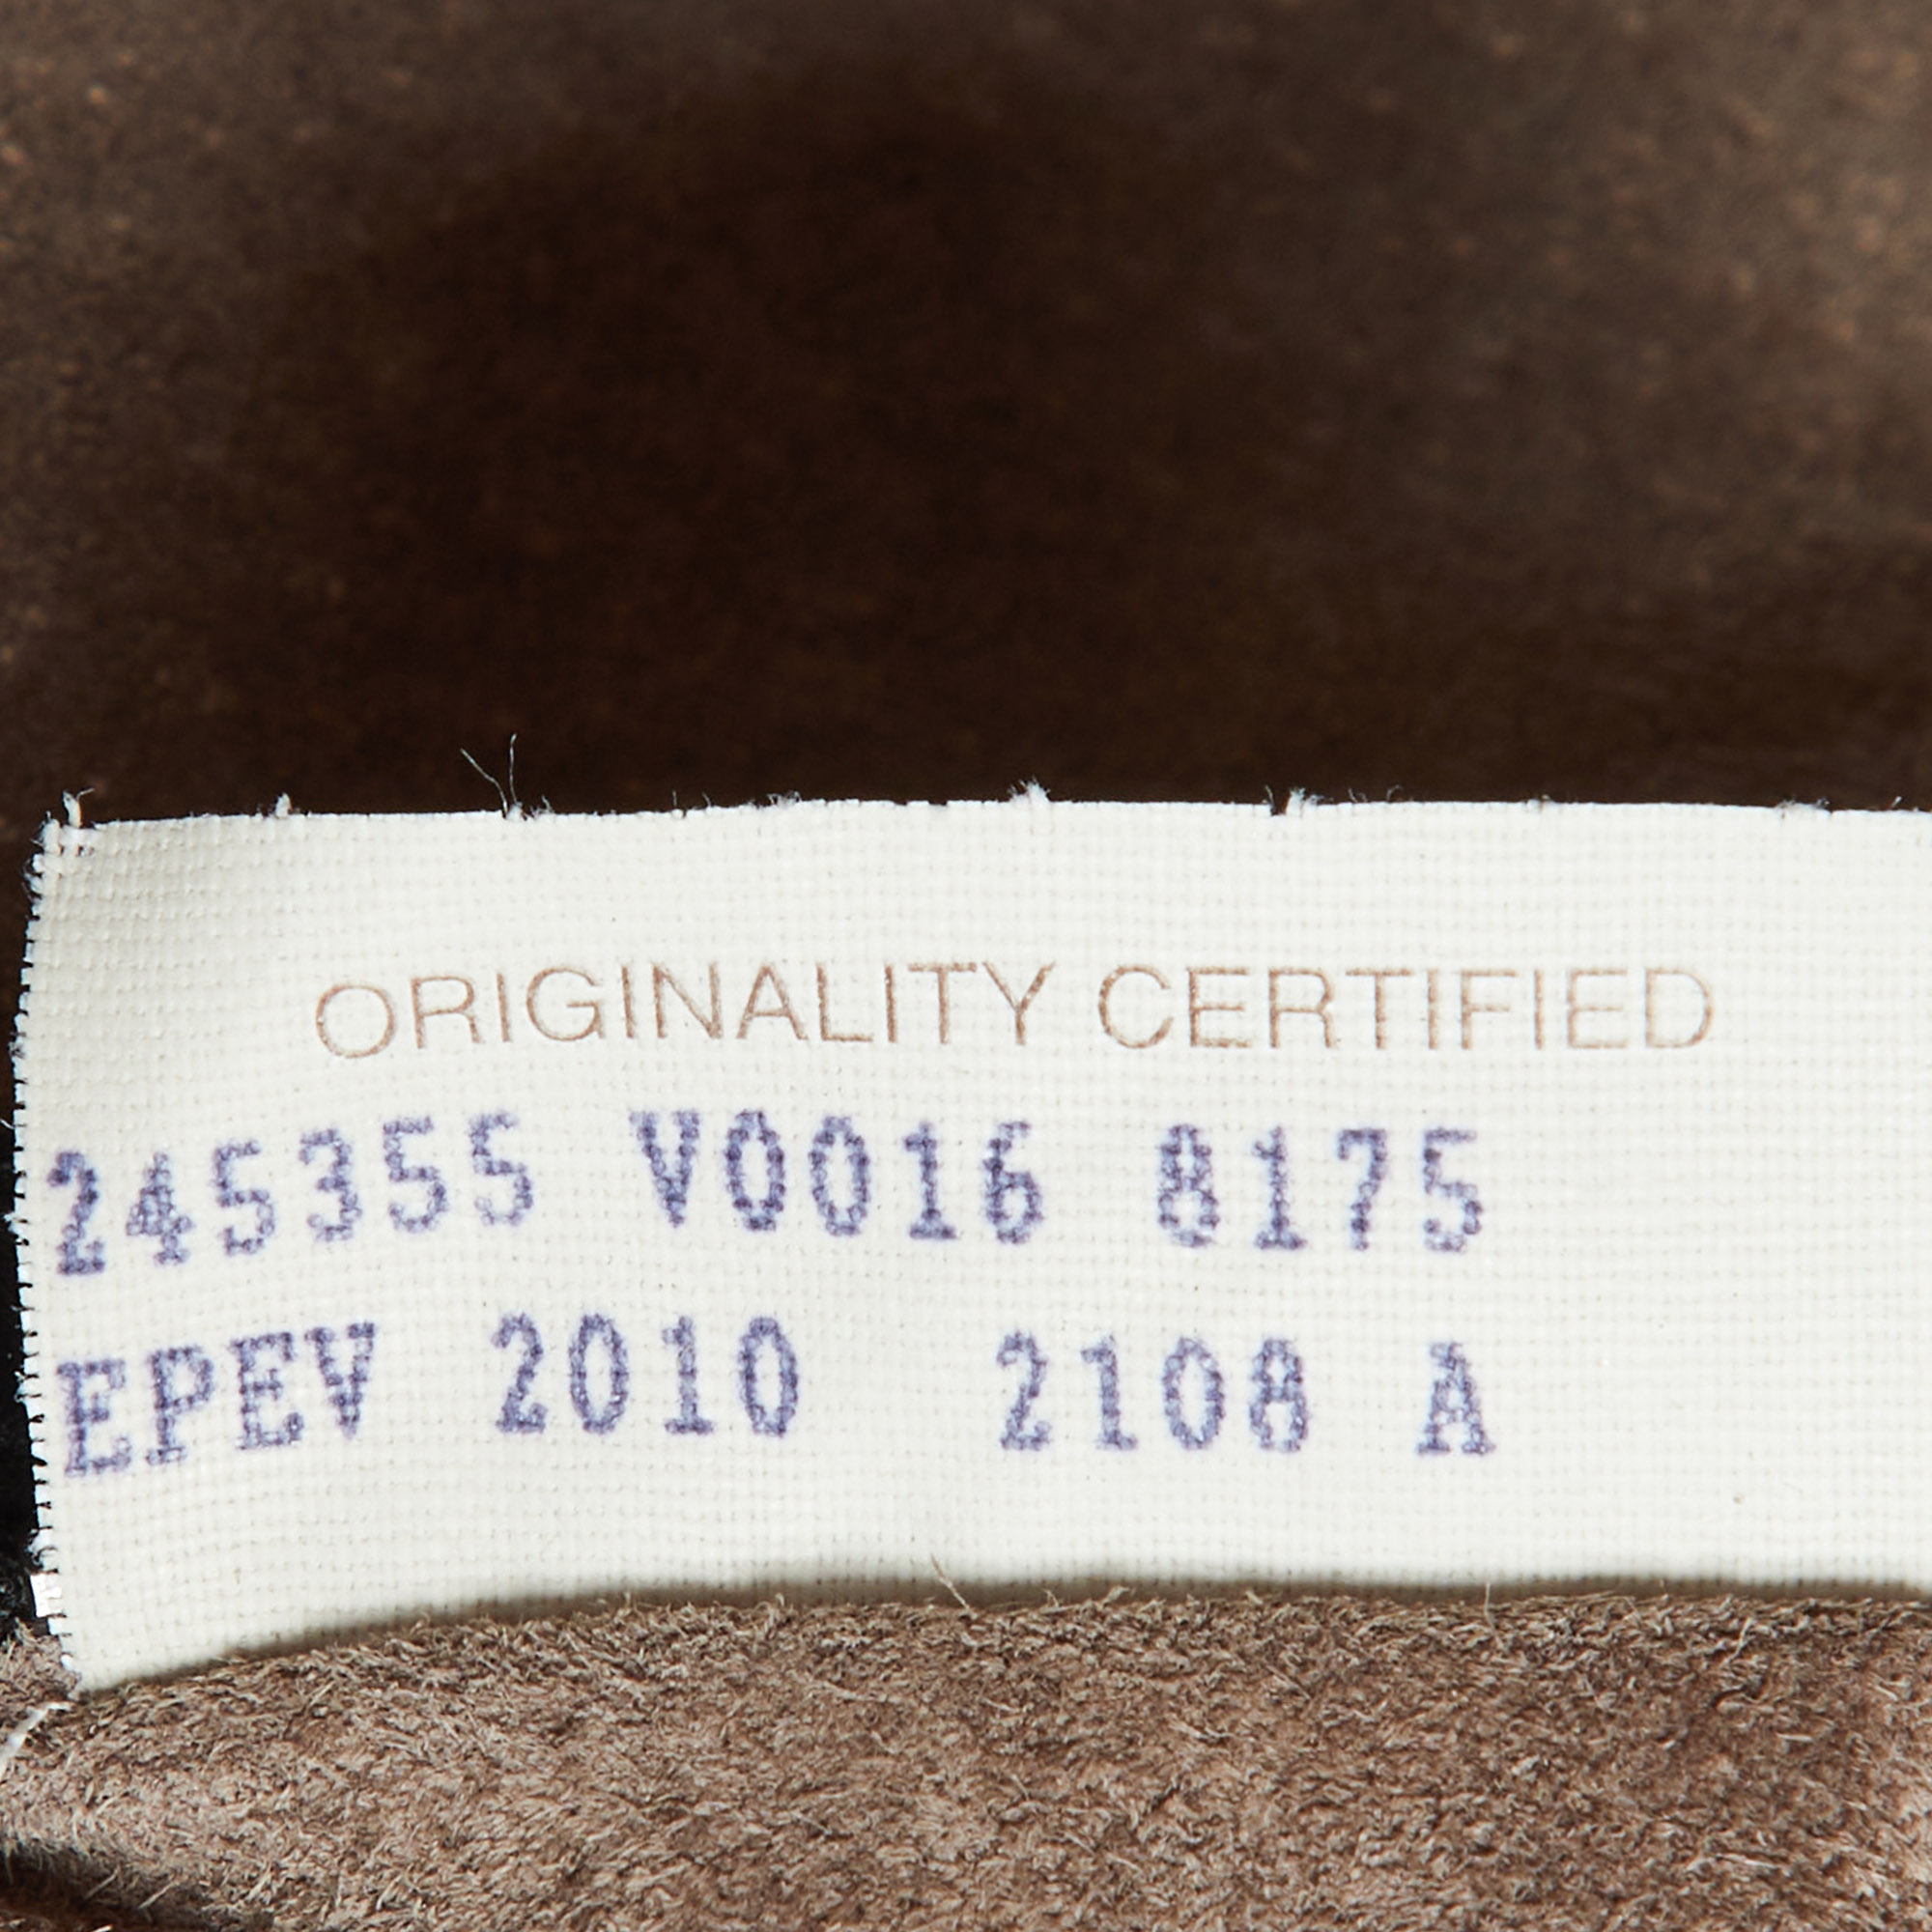 ORIGINALITY CERTIFIED
245355 V0016 8175
EPEV 2010 2108 A